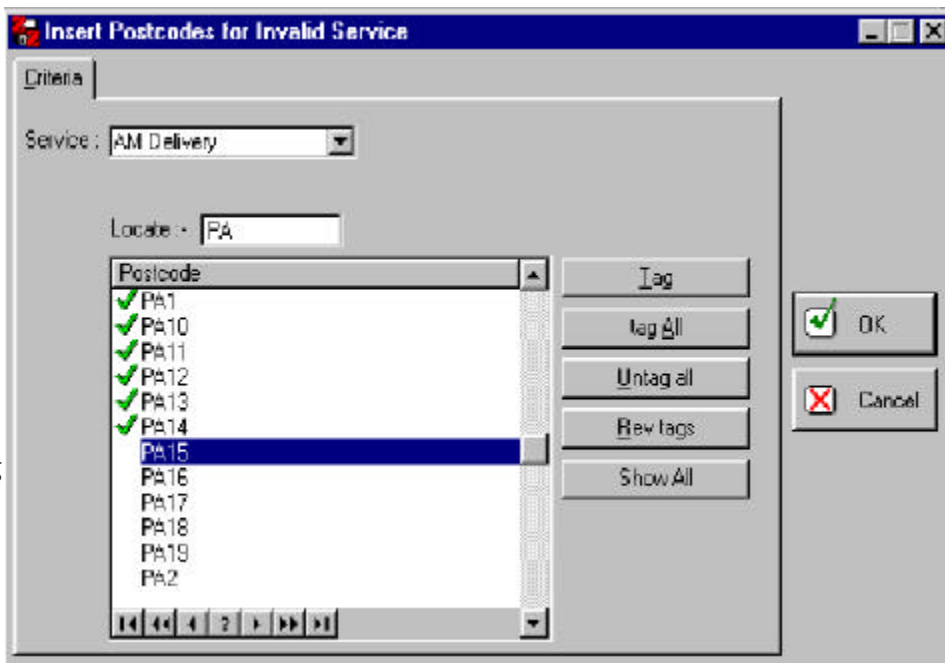 Insert Postcodes for Invalid Service
Criteria
Service : AM Delivery
Locate :- PA
Postcode
PA1
PA10
PA11
PA12
PA13
PA14
PA15
PA16
PA17
PA18
PA19
PA2
Tag
tag All
Untag all
Rev tags
Show All
OK
Cancel